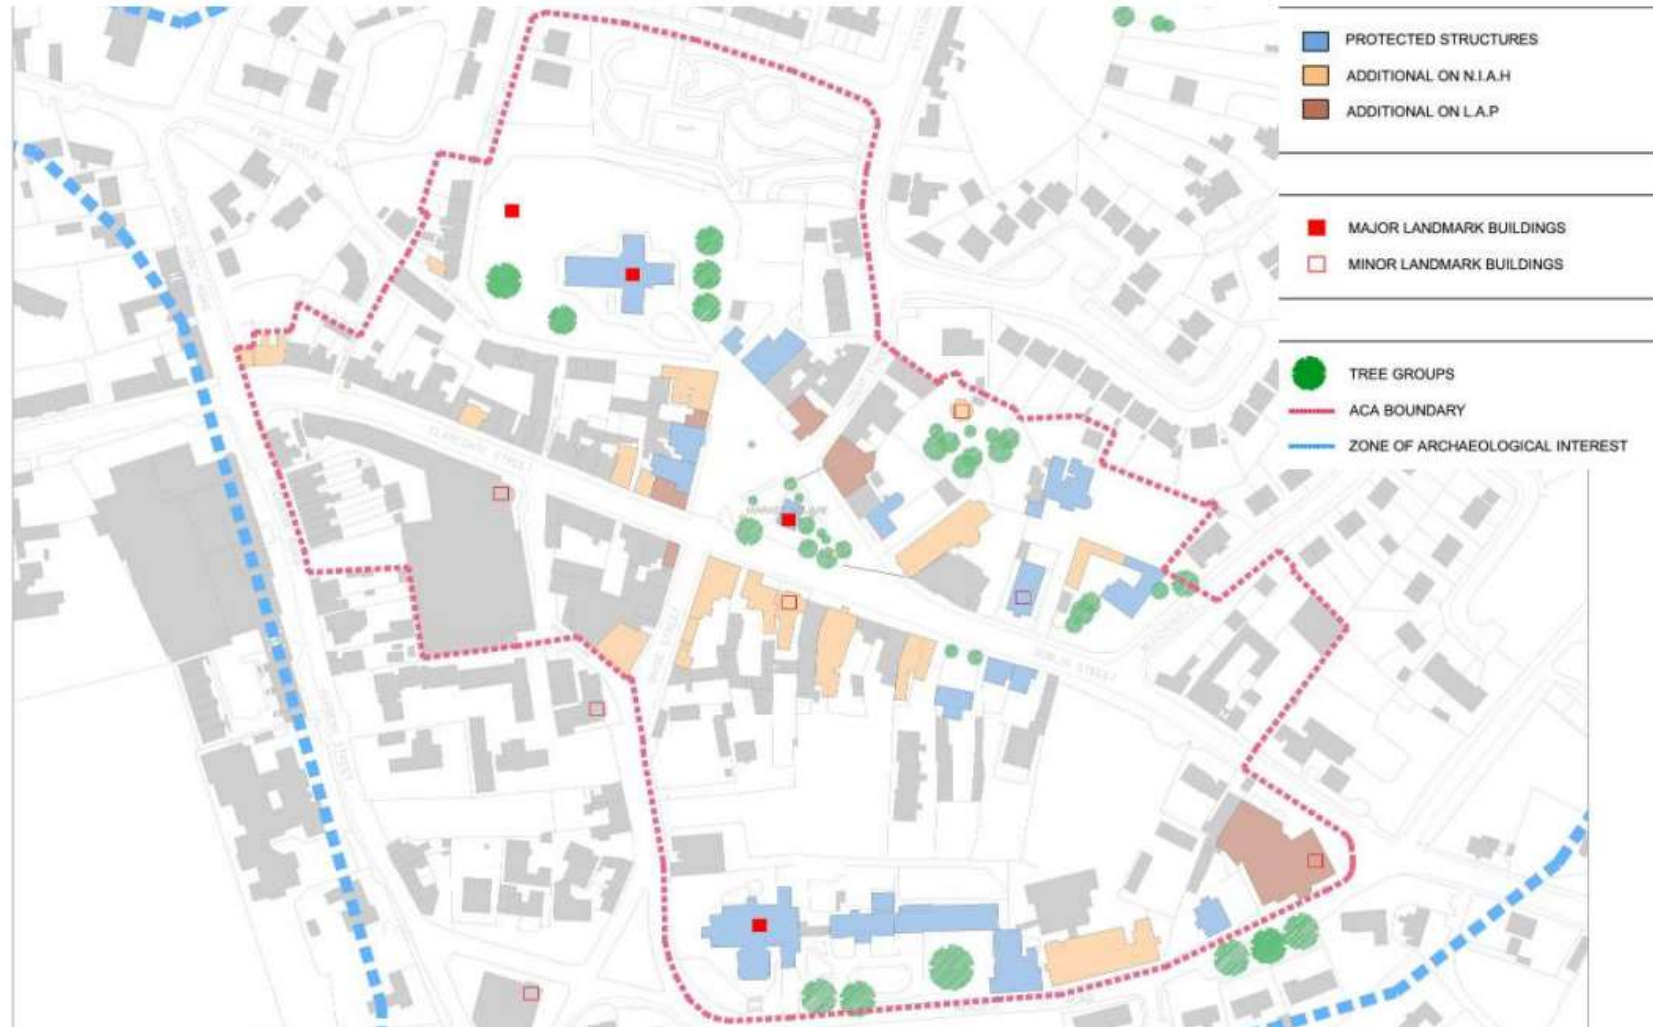 PROTECTED STRUCTURES
ADDITIONAL ON N.I.A.H
ADDITIONAL ON L.A.P
MAJOR LANDMARK BUILDINGS
MINOR LANDMARK BUILDINGS
TREE GROUPS
ACA BOUNDARY
ZONE OF ARCHAEOLOGICAL INTEREST
STREET